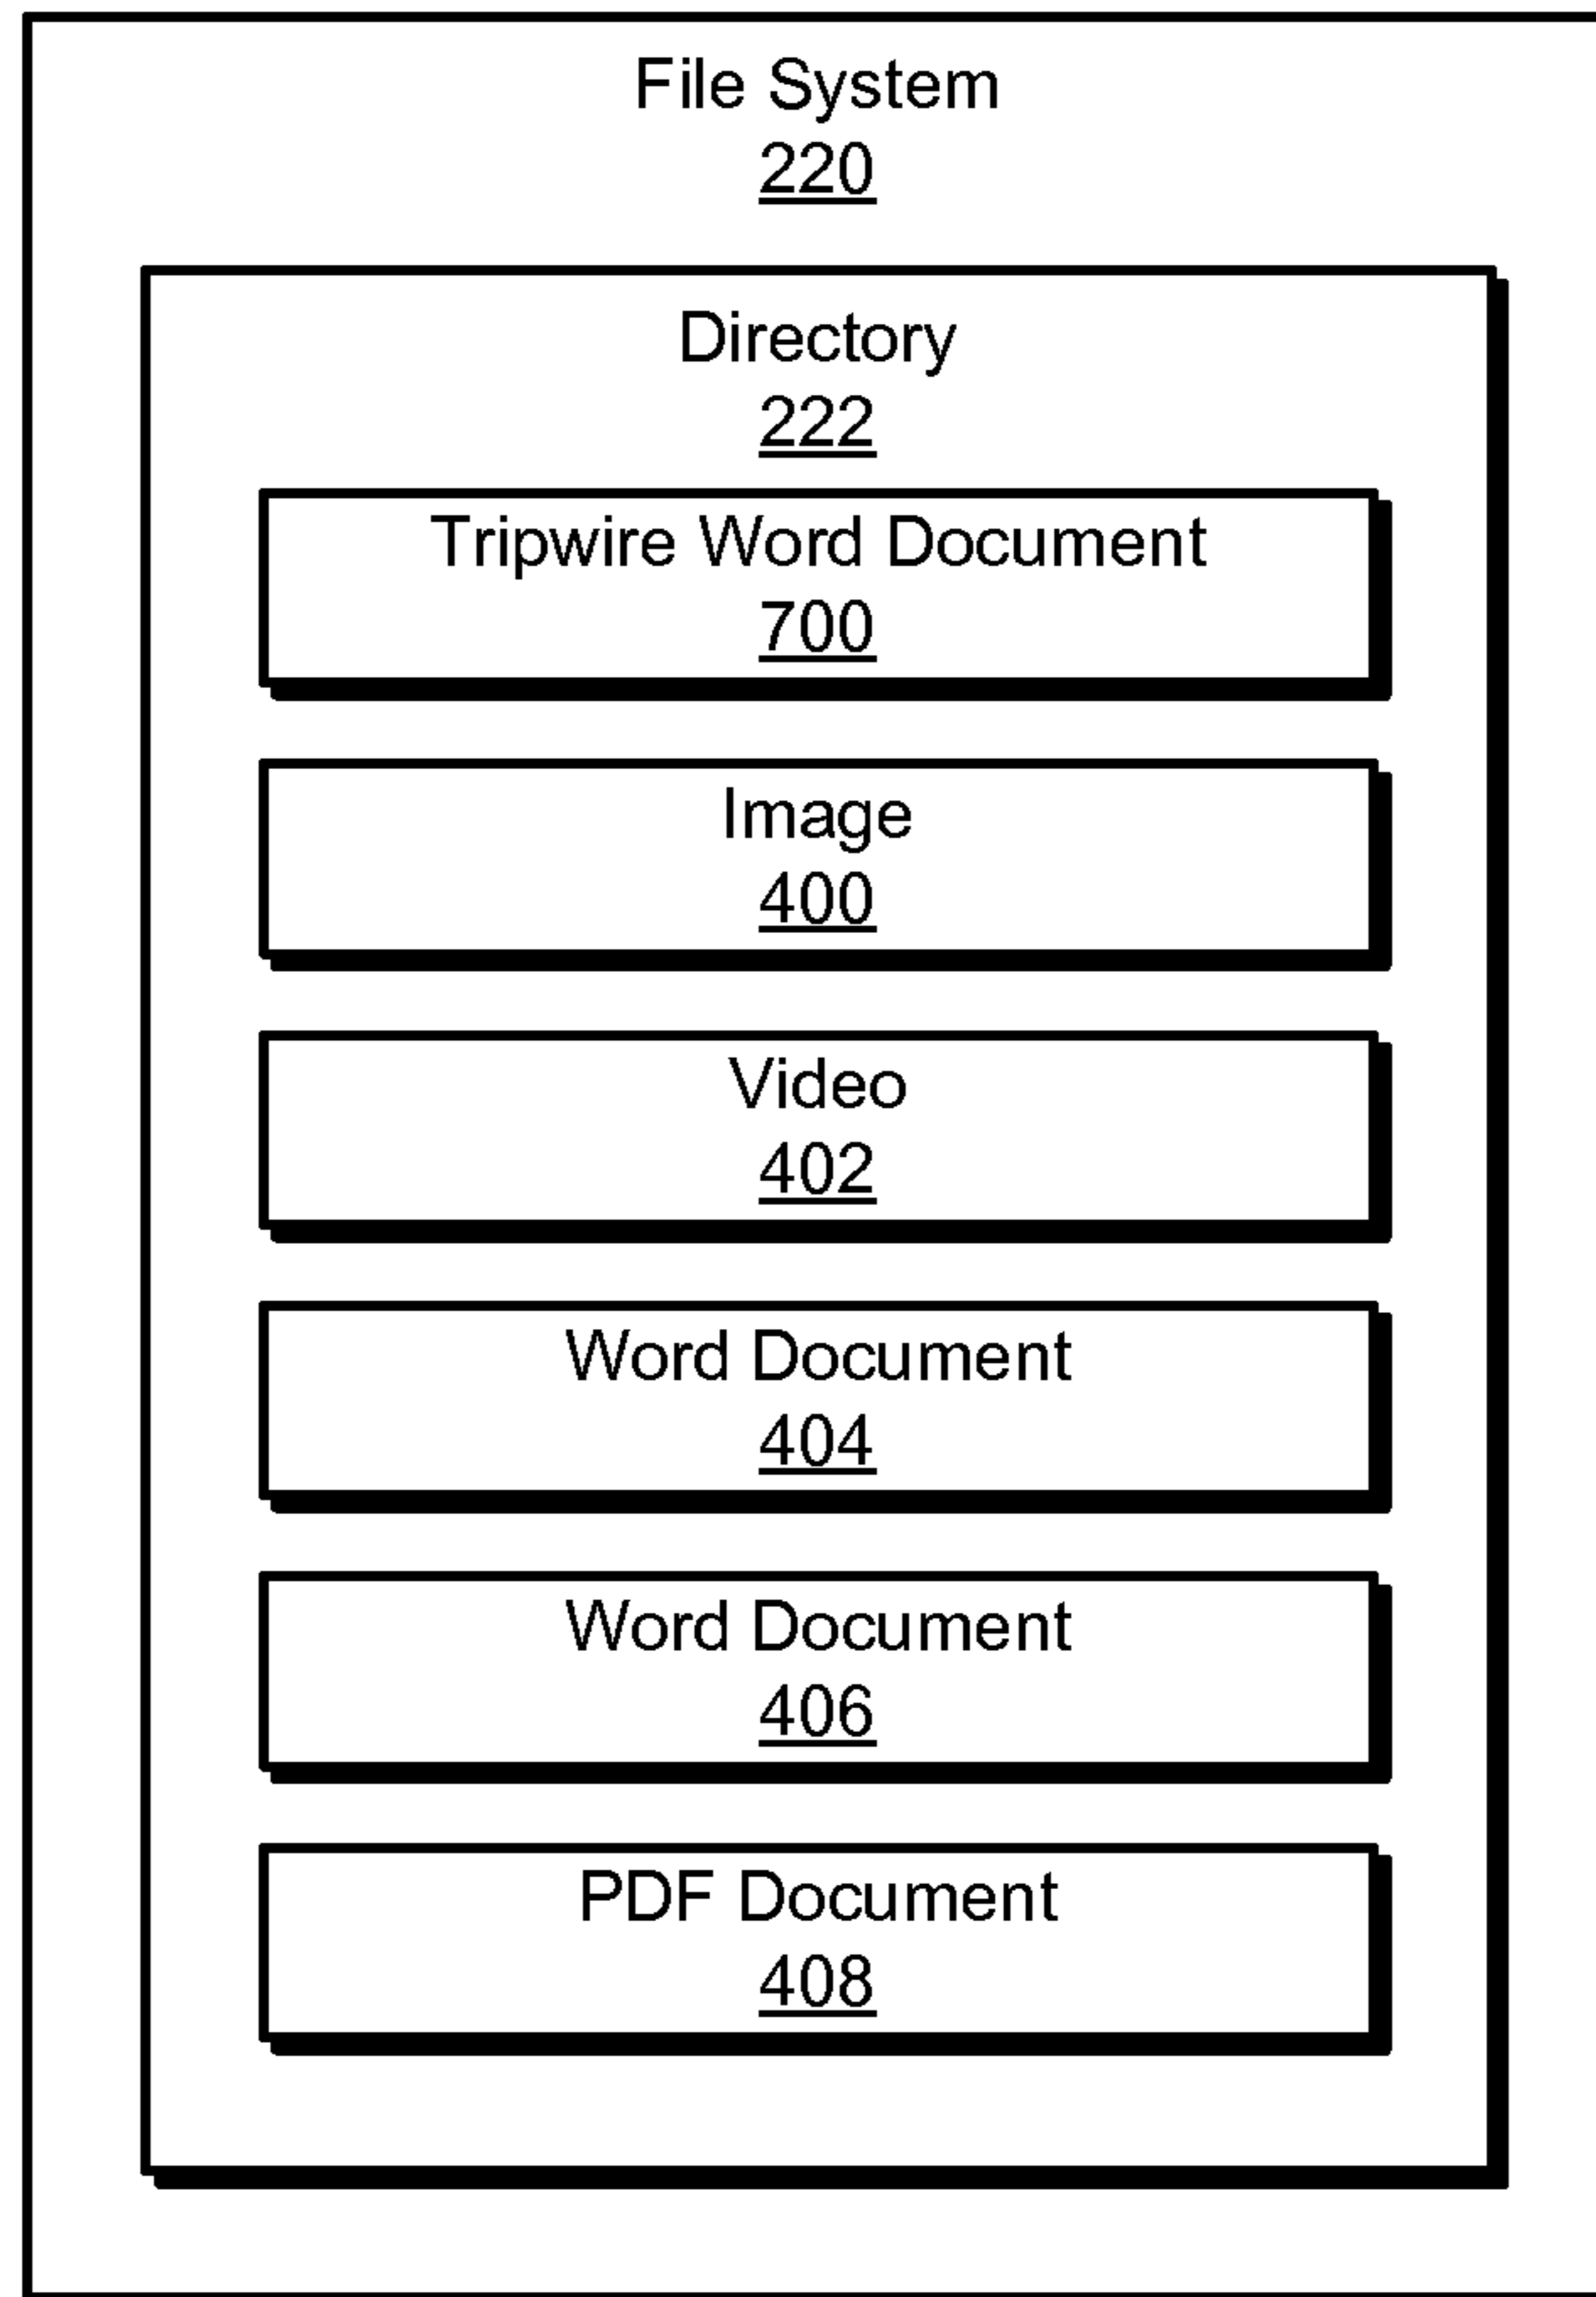 File System
220
Directory
222
Tripwire Word Document
700
Image
400
Video
402
Word Document
404
Word Document
406
PDF Document
408